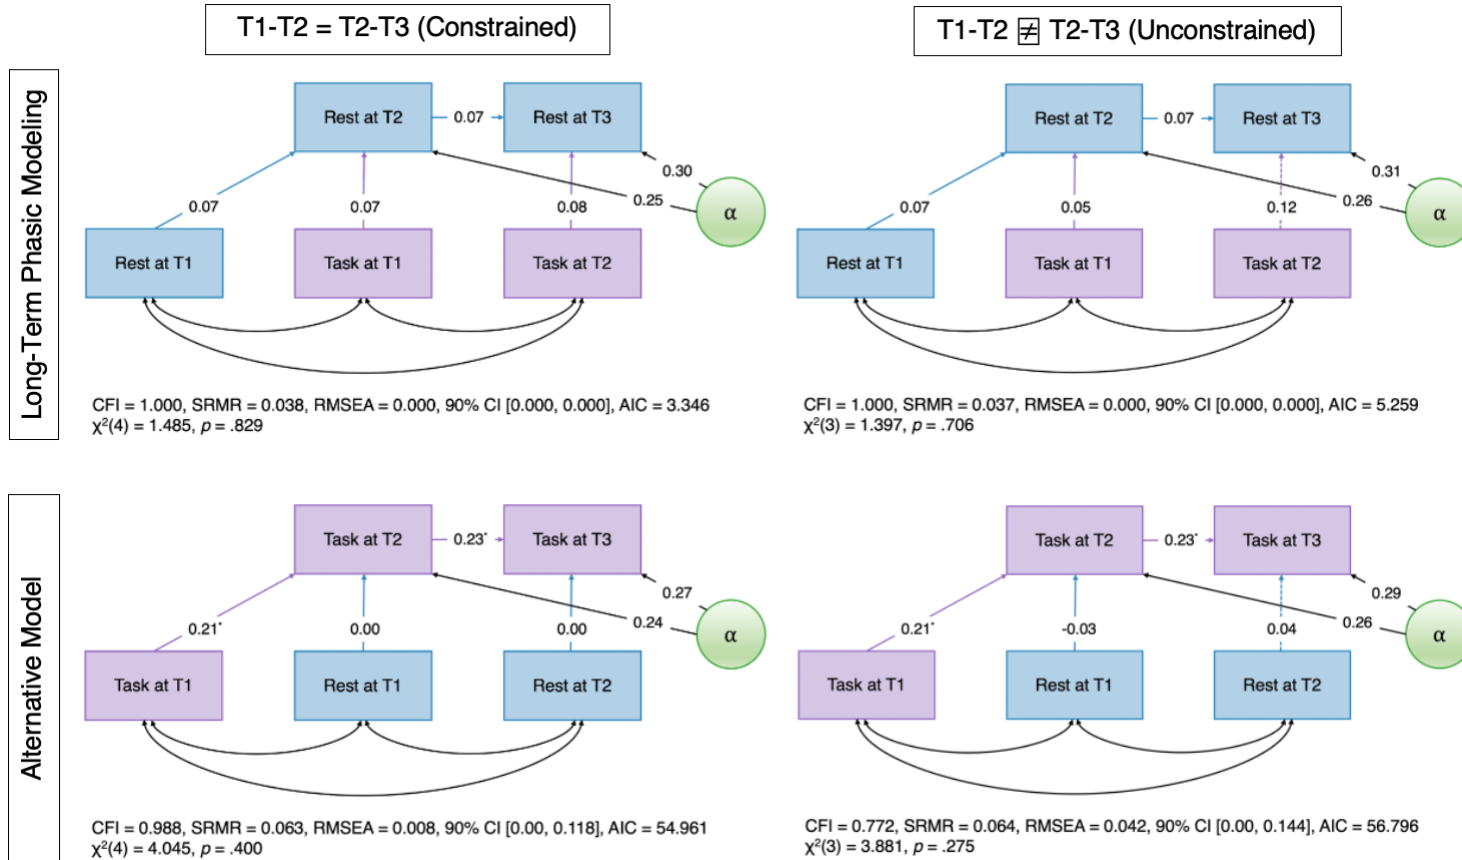 T1-T2 = T2-T3 (Constrained)
T1-T2 ≠ T2-T3 (Unconstrained)
Long-Term Phasic Modeling
Rest at T2
0.07
Rest at T3
0.30
0.25
α
0.07
0.07
0.08
Rest at T1
Task at T1
Task at T2
CFI = 1.000, SRMR = 0.038, RMSEA = 0.000, 90% CI [0.000, 0.000], AIC = 3.346
χ²(4) = 1.485, p = .829
Rest at T2
0.07
Rest at T3
0.31
0.26
α
0.07
0.05
0.12
Rest at T1
Task at T1
Task at T2
CFI = 1.000, SRMR = 0.037, RMSEA = 0.000, 90% CI [0.000, 0.000], AIC = 5.259
χ²(3) = 1.397, p = .706
Alternative Model
Task at T2
0.23*
Task at T3
0.27
0.24
α
0.21*
0.00
0.00
Task at T1
Rest at T1
Rest at T2
CFI = 0.988, SRMR = 0.063, RMSEA = 0.008, 90% CI [0.00, 0.118], AIC = 54.961
χ²(4) = 4.045, p = .400
Task at T2
0.23*
Task at T3
0.29
0.26
α
0.21*
-0.03
0.04
Task at T1
Rest at T1
Rest at T2
CFI = 0.772, SRMR = 0.064, RMSEA = 0.042, 90% CI [0.00, 0.144], AIC = 56.796
χ²(3) = 3.881, p = .275